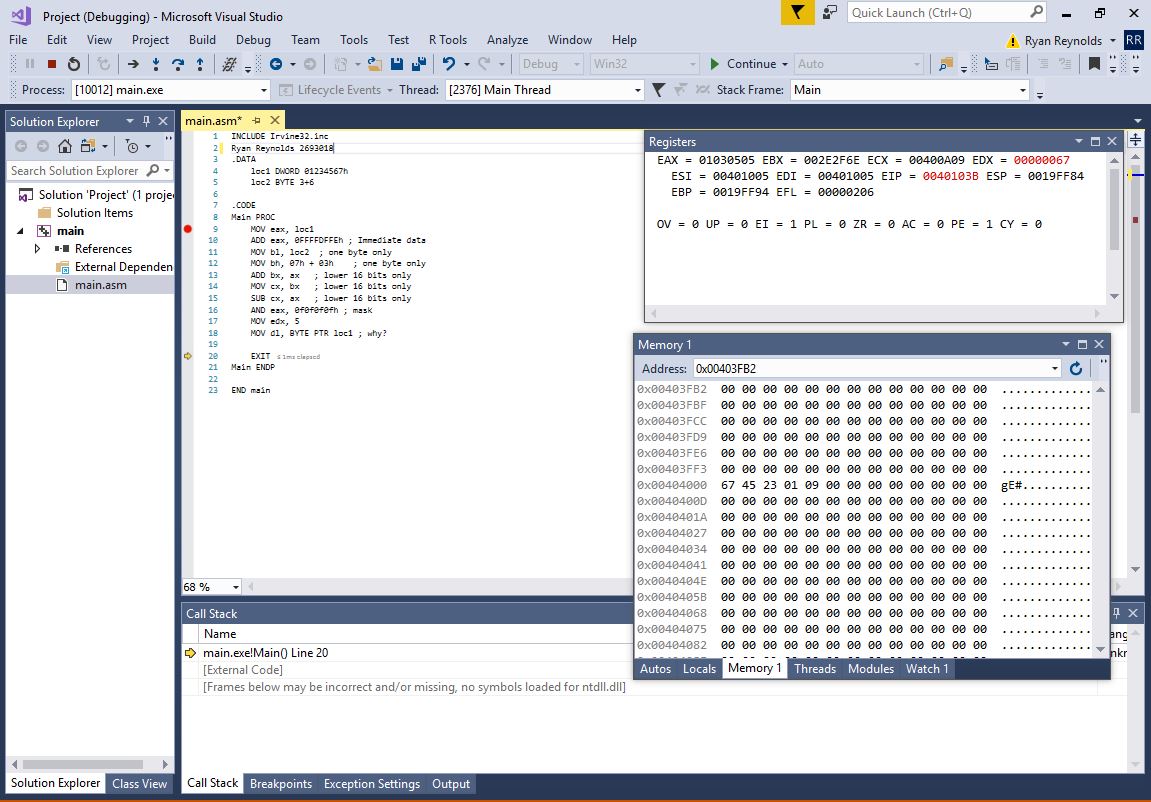 Project (Debugging) - Microsoft Visual Studio
Quick Launch (Ctrl+Q)
File Edit View Project Build Debug Team Tools Test R Tools Analyze Window Help
Ryan Reynolds RR
Debug Win32 Continue Auto
Process: [10012] main.exe Lifecycle Events Thread: [2376] Main Thread Stack Frame: Main
Solution Explorer
Search Solution Explorer
Solution 'Project' (1 proje
Solution Items
main
References
External Dependen
main.asm
Solution Explorer Class View
main.asm*
1 INCLUDE Irvine32.inc
2 Ryan Reynolds 2693018
3 .DATA
4 loc1 DWORD 01234567h
5 loc2 BYTE 3+6
6
7 .CODE
8 Main PROC
9 MOV eax, loc1
10 ADD eax, 0FFFFDFFEh ; Immediate data
11 MOV bl, loc2 ; one byte only
12 MOV bh, 07h + 03h ; one byte only
13 ADD bx, ax ; lower 16 bits only
14 MOV cx, bx ; lower 16 bits only
15 SUB cx, ax ; lower 16 bits only
16 AND eax, 0f0f0f0fh ; mask
17 MOV edx, 5
18 MOV dl, BYTE PTR loc1 ; why?
19
20 EXIT ≤ 1ms elapsed
21 Main ENDP
22
23 END main
68 %
Registers
EAX = 01030505 EBX = 002E2F6E ECX = 00400A09 EDX = 00000067
ESI = 00401005 EDI = 00401005 EIP = 0040103B ESP = 0019FF84
EBP = 0019FF94 EFL = 00000206
OV = 0 UP = 0 EI = 1 PL = 0 ZR = 0 AC = 0 PE = 1 CY = 0
Memory 1
Address: 0x00403FB2
0x00403FB2 00 00 00 00 00 00 00 00 00 00 00 00 00 .............
0x00403FBF 00 00 00 00 00 00 00 00 00 00 00 00 00 .............
0x00403FCC 00 00 00 00 00 00 00 00 00 00 00 00 00 .............
0x00403FD9 00 00 00 00 00 00 00 00 00 00 00 00 00 .............
0x00403FE6 00 00 00 00 00 00 00 00 00 00 00 00 00 .............
0x00403FF3 00 00 00 00 00 00 00 00 00 00 00 00 00 .............
0x00404000 67 45 23 01 09 00 00 00 00 00 00 00 00 gE#..........
0x0040400D 00 00 00 00 00 00 00 00 00 00 00 00 00 .............
0x0040401A 00 00 00 00 00 00 00 00 00 00 00 00 00 .............
0x00404027 00 00 00 00 00 00 00 00 00 00 00 00 00 .............
0x00404034 00 00 00 00 00 00 00 00 00 00 00 00 00 .............
0x00404041 00 00 00 00 00 00 00 00 00 00 00 00 00 .............
0x0040404E 00 00 00 00 00 00 00 00 00 00 00 00 00 .............
0x0040405B 00 00 00 00 00 00 00 00 00 00 00 00 00 .............
0x00404068 00 00 00 00 00 00 00 00 00 00 00 00 00 .............
0x00404075 00 00 00 00 00 00 00 00 00 00 00 00 00 .............
0x00404082 00 00 00 00 00 00 00 00 00 00 00 00 00 .............
Autos Locals Memory 1 Threads Modules Watch 1
Call Stack
Name
main.exe!Main() Line 20
[External Code]
[Frames below may be incorrect and/or missing, no symbols loaded for ntdll.dll]
Call Stack Breakpoints Exception Settings Output